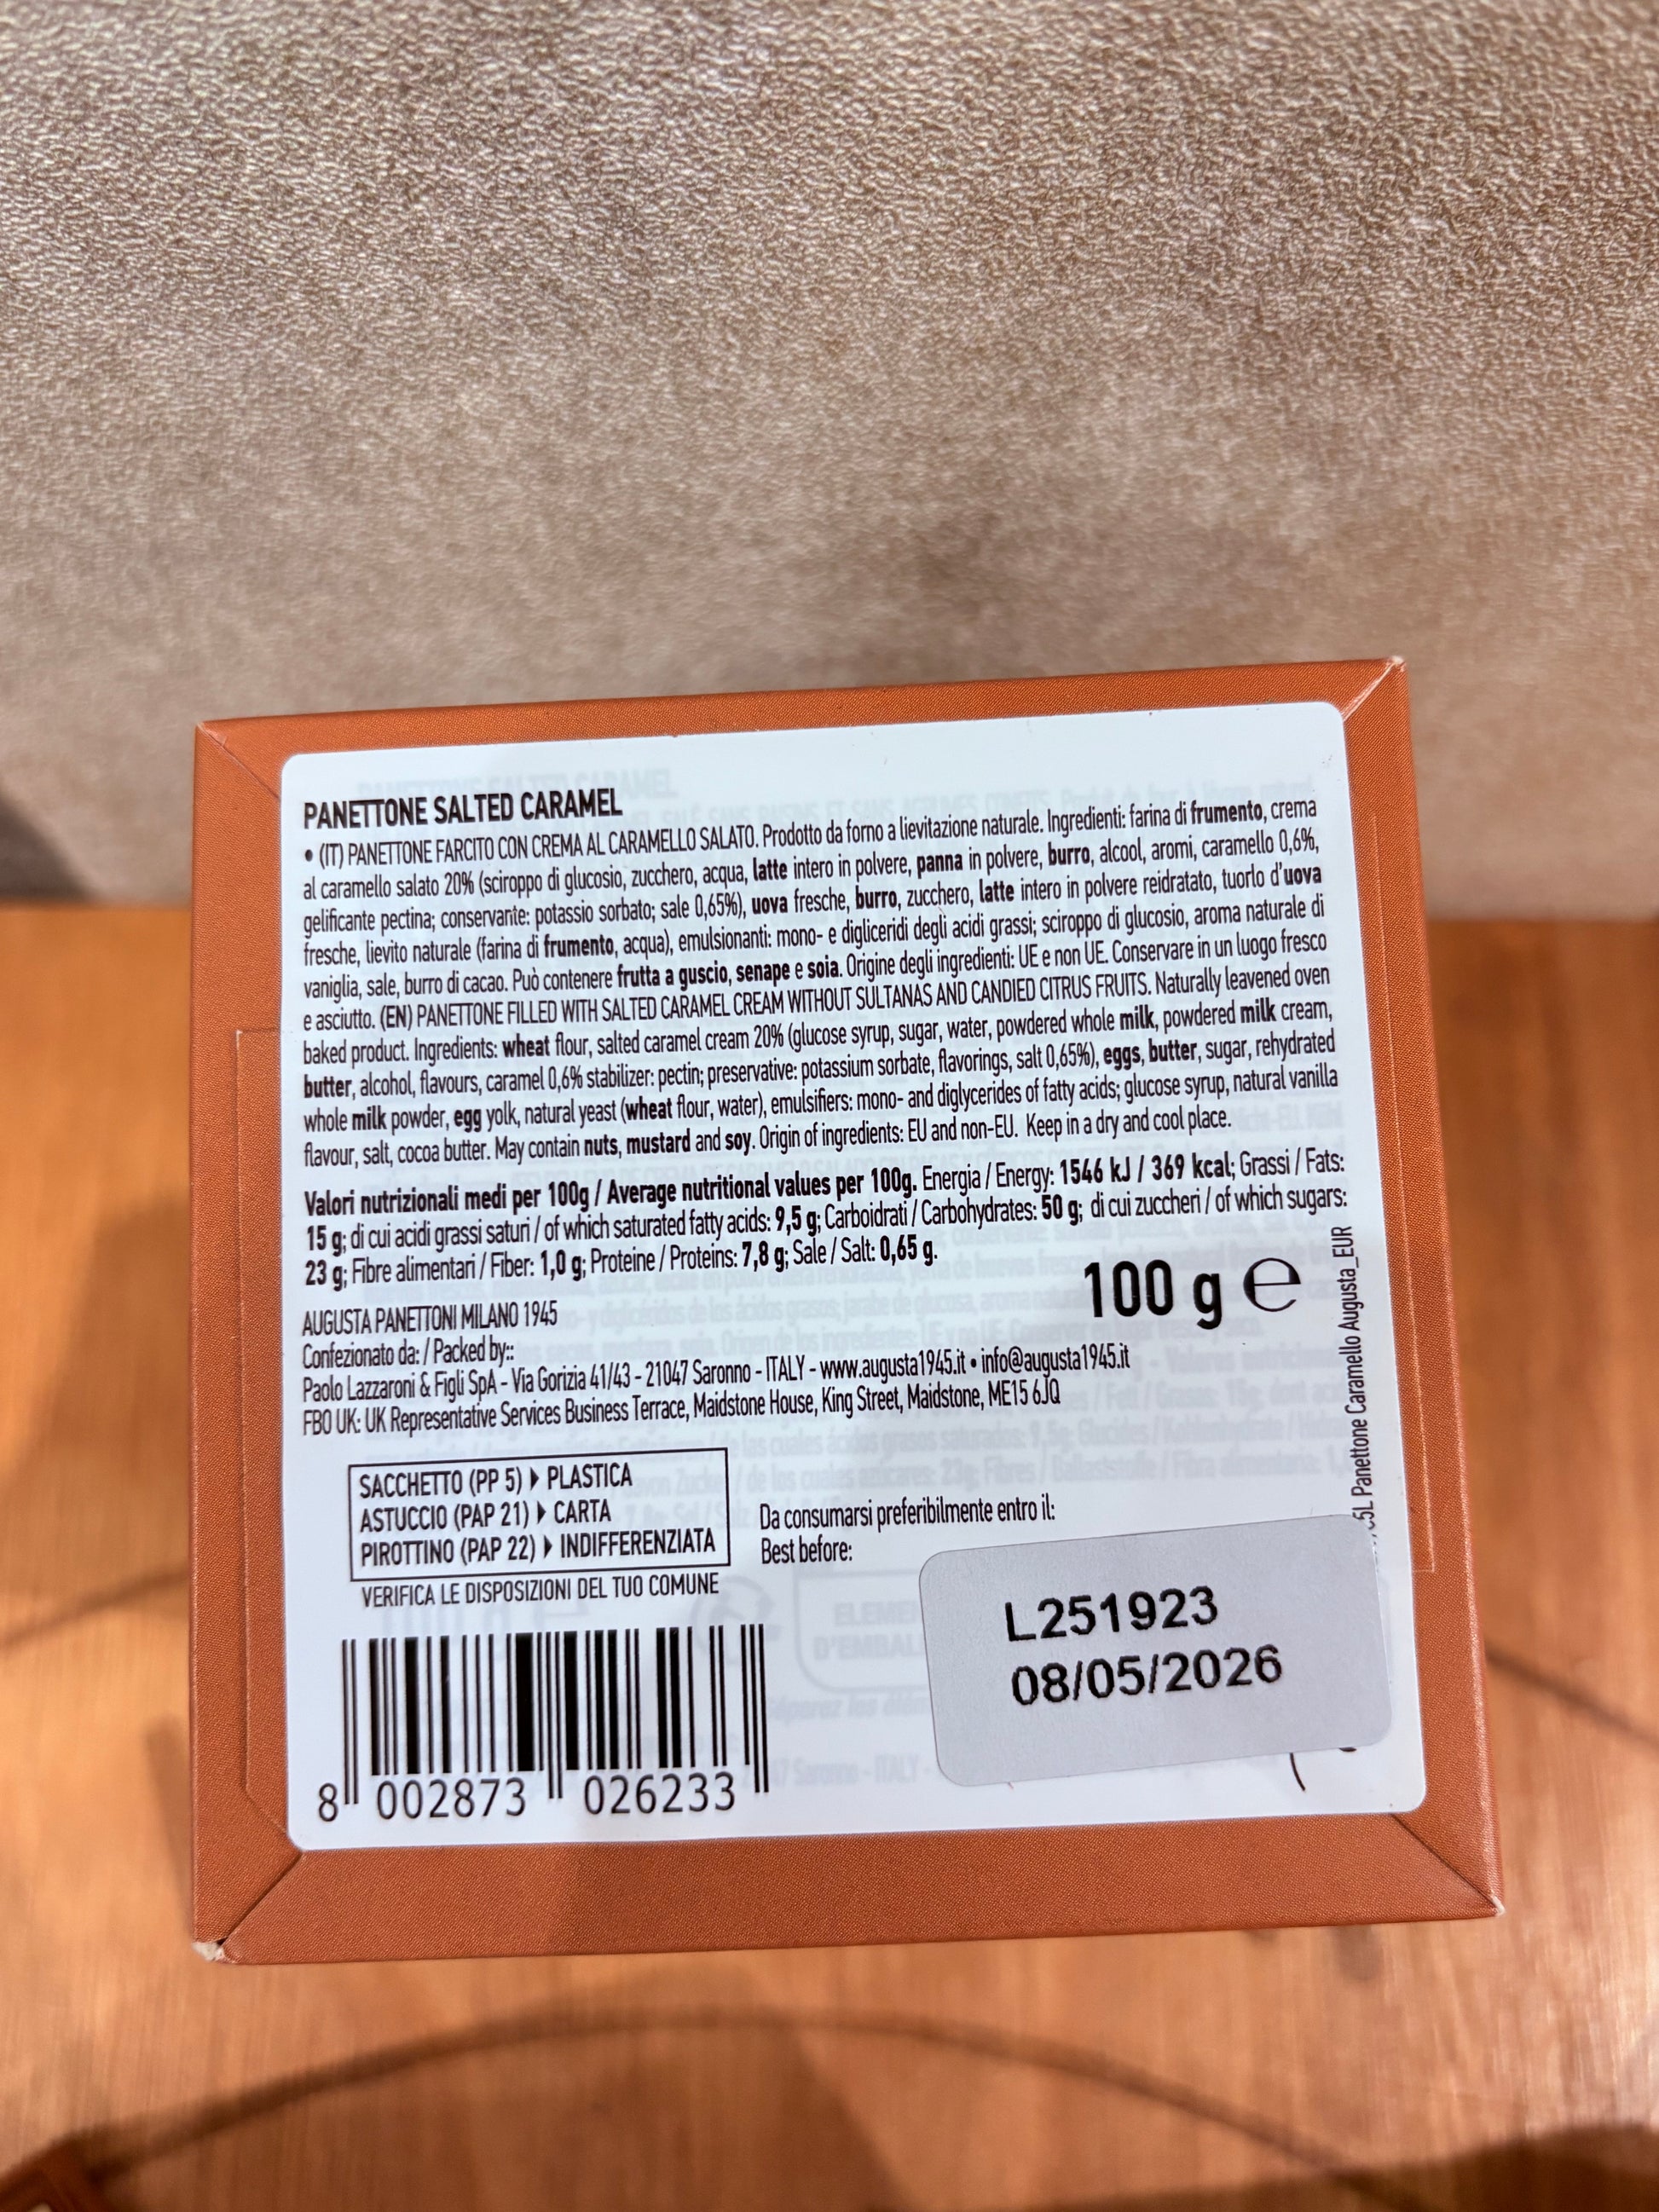 PANETTONE SALTED CARAMEL
• (IT) PANETTONE FARCITO CON CREMA AL CARAMELLO SALATO. Prodotto da forno a lievitazione naturale. Ingredienti: farina di frumento, crema
al caramello salato 20% (sciroppo di glucosio, zucchero, acqua, latte intero in polvere, panna in polvere, burro, alcool, aromi, caramello 0,6%,
gelificante pectina; conservante: potassio sorbato; sale 0,65%), uova fresche, burro, zucchero, latte intero in polvere reidratato, tuorlo d'uova
fresche, lievito naturale (farina di frumento, acqua), emulsionanti: mono- e digliceridi degli acidi grassi; sciroppo di glucosio, aroma naturale di
vaniglia, sale, burro di cacao. Può contenere frutta a guscio, senape e soia. Origine degli ingredienti: UE e non UE. Conservare in un luogo fresco
e asciutto. (EN) PANETTONE FILLED WITH SALTED CARAMEL CREAM WITHOUT SULTANAS AND CANDIED CITRUS FRUITS. Naturally leavened oven
baked product. Ingredients: wheat flour, salted caramel cream 20% (glucose syrup, sugar, water, powdered whole milk, powdered milk cream,
butter, alcohol, flavours, caramel 0,6% stabilizer: pectin; preservative: potassium sorbate, flavorings, salt 0,65%), eggs, butter, sugar, rehydrated
whole milk powder, egg yolk, natural yeast (wheat flour, water), emulsifiers: mono- and diglycerides of fatty acids; glucose syrup, natural vanilla
flavour, salt, cocoa butter. May contain nuts, mustard and soy. Origin of ingredients: EU and non-EU. Keep in a dry and cool place.
Valori nutrizionali medi per 100g / Average nutritional values per 100g. Energia / Energy: 1546 kJ / 369 kcal; Grassi / Fats:
15 g; di cui acidi grassi saturi / of which saturated fatty acids: 9,5 g; Carboidrati / Carbohydrates: 50 g; di cui zuccheri / of which sugars:
23 g; Fibre alimentari / Fiber: 1,0 g; Proteine / Proteins: 7,8 g; Sale / Salt: 0,65 g.
100 g e
AUGUSTA PANETTONI MILANO 1945
Confezionato da: / Packed by::
Paolo Lazzaroni & Figli SpA - Via Gorizia 41/43 - 21047 Saronno - ITALY - www.augusta1945.it • info@augusta1945.it
FBO UK: UK Representative Services Business Terrace, Maidstone House, King Street, Maidstone, ME15 6JQ
Panettone Caramello Augusta_EUR
SACCHETTO (PP 5) ▶ PLASTICA
ASTUCCIO (PAP 21) ▶ CARTA
PIROTTINO (PAP 22) ▶ INDIFFERENZIATA
VERIFICA LE DISPOSIZIONI DEL TUO COMUNE
Da consumarsi preferibilmente entro il:
Best before:
L251923
08/05/2026
8 002873 026233